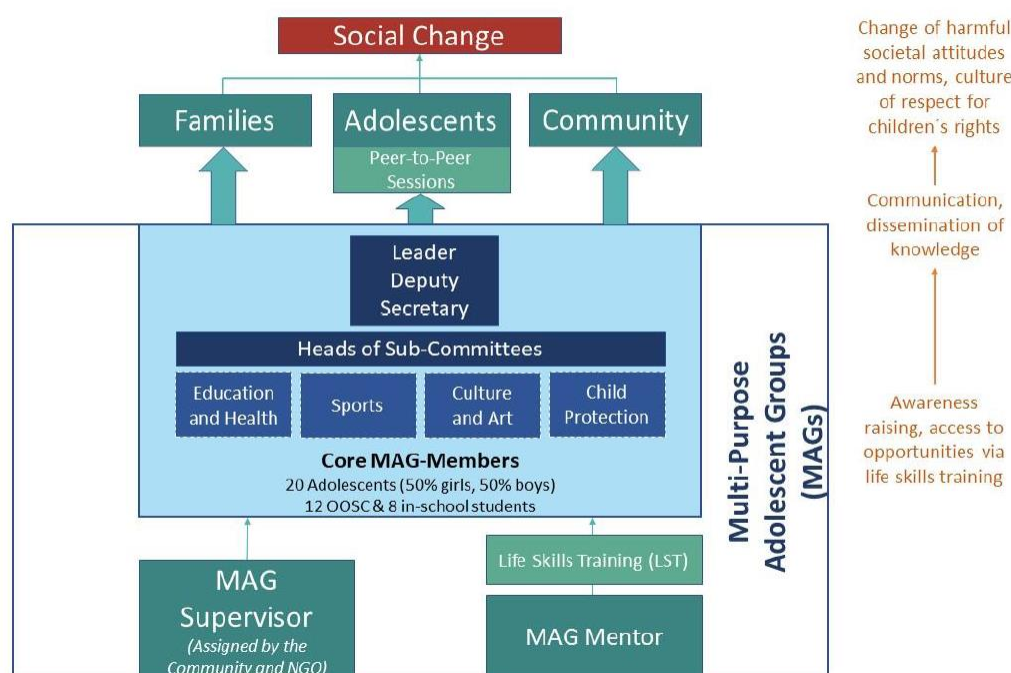 Social Change
Families
Adolescents
Peer-to-Peer
Sessions
Community
Leader
Deputy
Secretary
Heads of Sub-Committees
Education
and Health
Sports
Culture
and Art
Child
Protection
Core MAG-Members
20 Adolescents (50% girls, 50% boys)
12 OOSC & 8 in-school students
MAG
Supervisor
(Assigned by the
Community and NGO)
Life Skills Training (LST)
MAG Mentor
Multi-Purpose
Adolescent Groups
(MAGs)
Change of harmful
societal attitudes
and norms, culture
of respect for
children´s rights
Communication,
dissemination of
knowledge
Awareness
raising, access to
opportunities via
life skills training